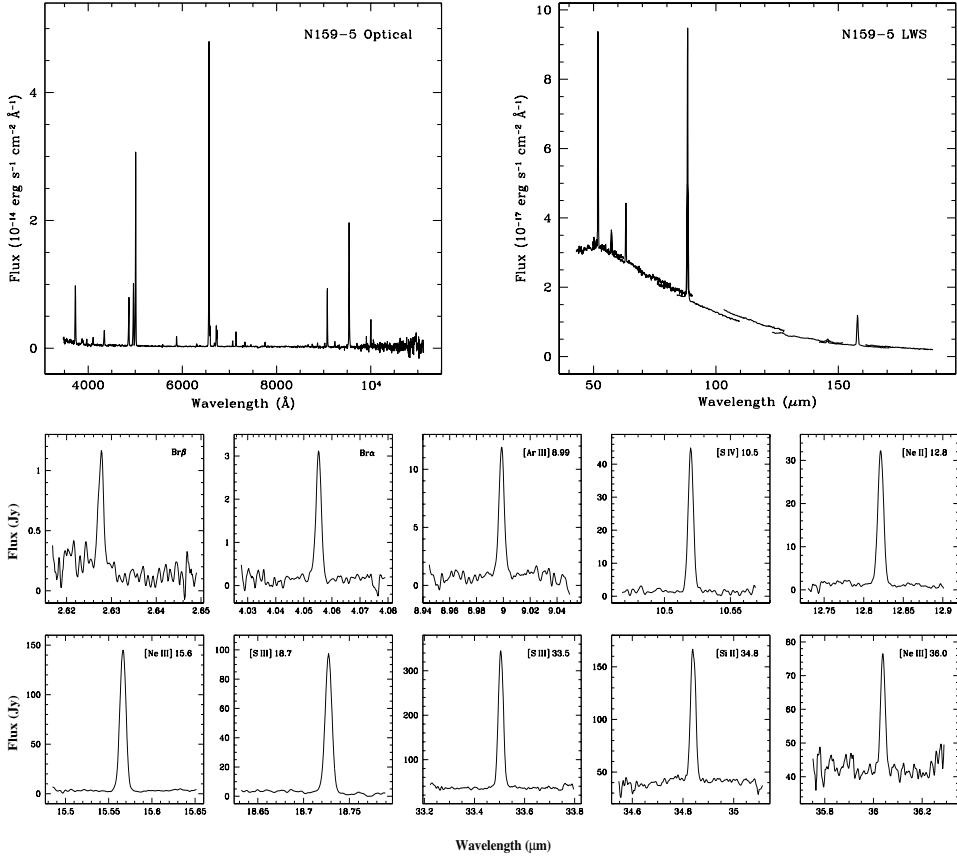 N159-5 Optical
Flux (10⁻¹⁴ erg s⁻¹ cm⁻² Å⁻¹)
4
2
0
4000 6000 8000 10⁴
Wavelength (Å)
N159-5 LWS
Flux (10⁻¹⁷ erg s⁻¹ cm⁻² Å⁻¹)
10
8
6
4
2
0
50 100 150
Wavelength (μm)
Flux (Jy)
Brβ
1
0.5
0
2.62 2.63 2.64 2.65
Brα
3
2
1
0
4.03 4.04 4.05 4.06 4.07 4.08
[Ar III] 8.99
10
5
0
8.94 8.96 8.98 9 9.02 9.04
[S IV] 10.5
40
30
20
10
0
10.5 10.55
[Ne II] 12.8
30
20
10
0
12.75 12.8 12.85 12.9
Flux (Jy)
[Ne III] 15.6
150
100
50
0
15.5 15.55 15.6 15.65
[S III] 18.7
100
80
60
40
20
0
18.65 18.7 18.75
[S III] 33.5
300
200
100
0
33.2 33.4 33.6 33.8
[Si II] 34.8
150
100
50
34.6 34.8 35
[Ne III] 36.0
80
70
60
50
40
35.8 36 36.2
Wavelength (μm)